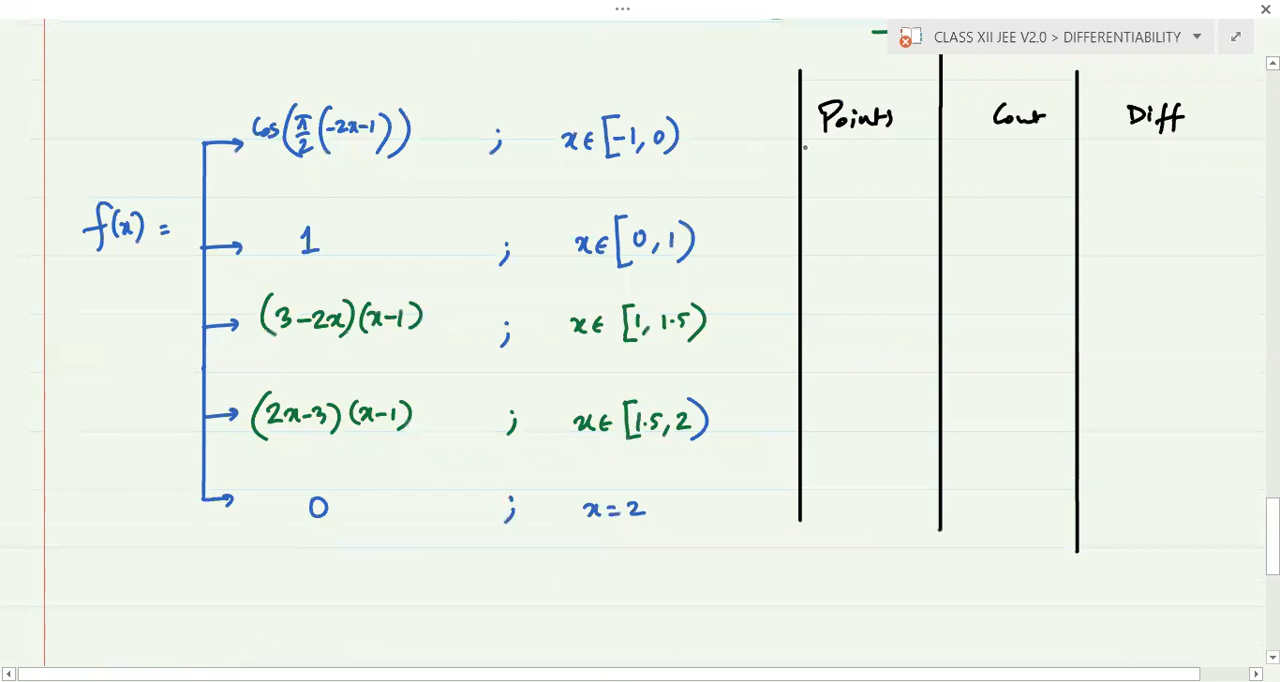 ...
CLASS XII JEE V2.0 > DIFFERENTIABILITY
Points Cont Diff
cos(π/2(-2x-1)) ; x∈[-1, 0)
f(x) =
1 ; x∈[0, 1)
(3-2x)(x-1) ; x∈[1, 1.5)
(2x-3)(x-1) ; x∈[1.5, 2)
0 ; x=2